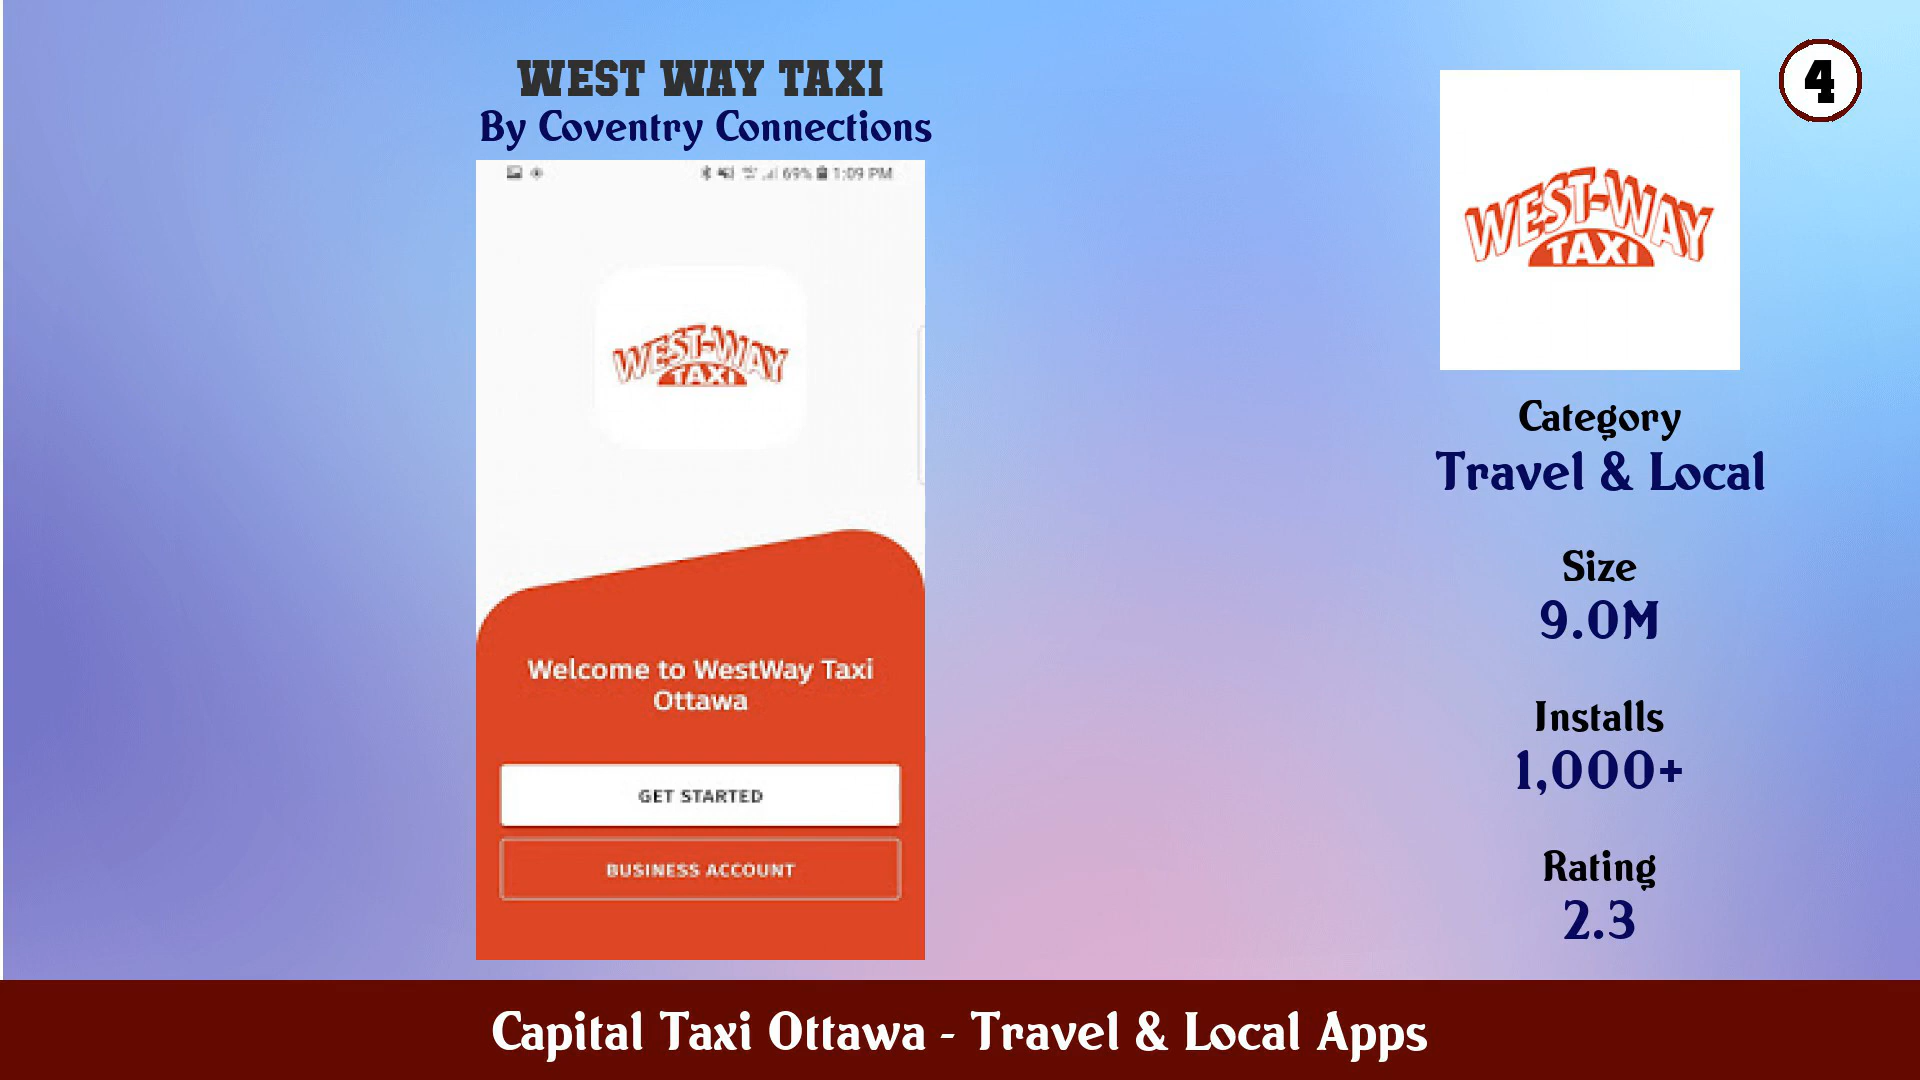 WEST WAY TAXI
By Coventry Connections
4
69% 1:09 PM
WEST-WAY
TAXI
WEST-WAY
TAXI
Category
Travel & Local
Size
9.0M
Installs
1,000+
Rating
2.3
Welcome to WestWay Taxi
Ottawa
GET STARTED
BUSINESS ACCOUNT
Capital Taxi Ottawa - Travel & Local Apps